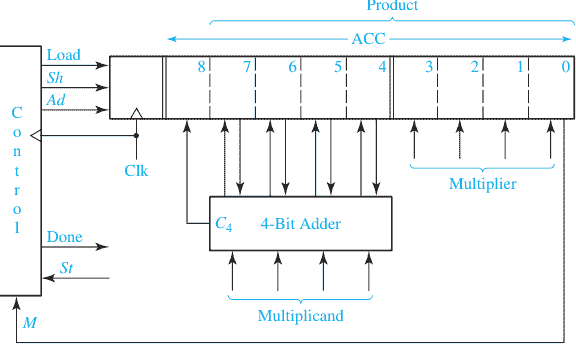 Product
ACC
Load
Sh
Ad
8 7 6 5 4 3 2 1 0
Control
Clk
Multiplier
C4 4-Bit Adder
Done
St
Multiplicand
M